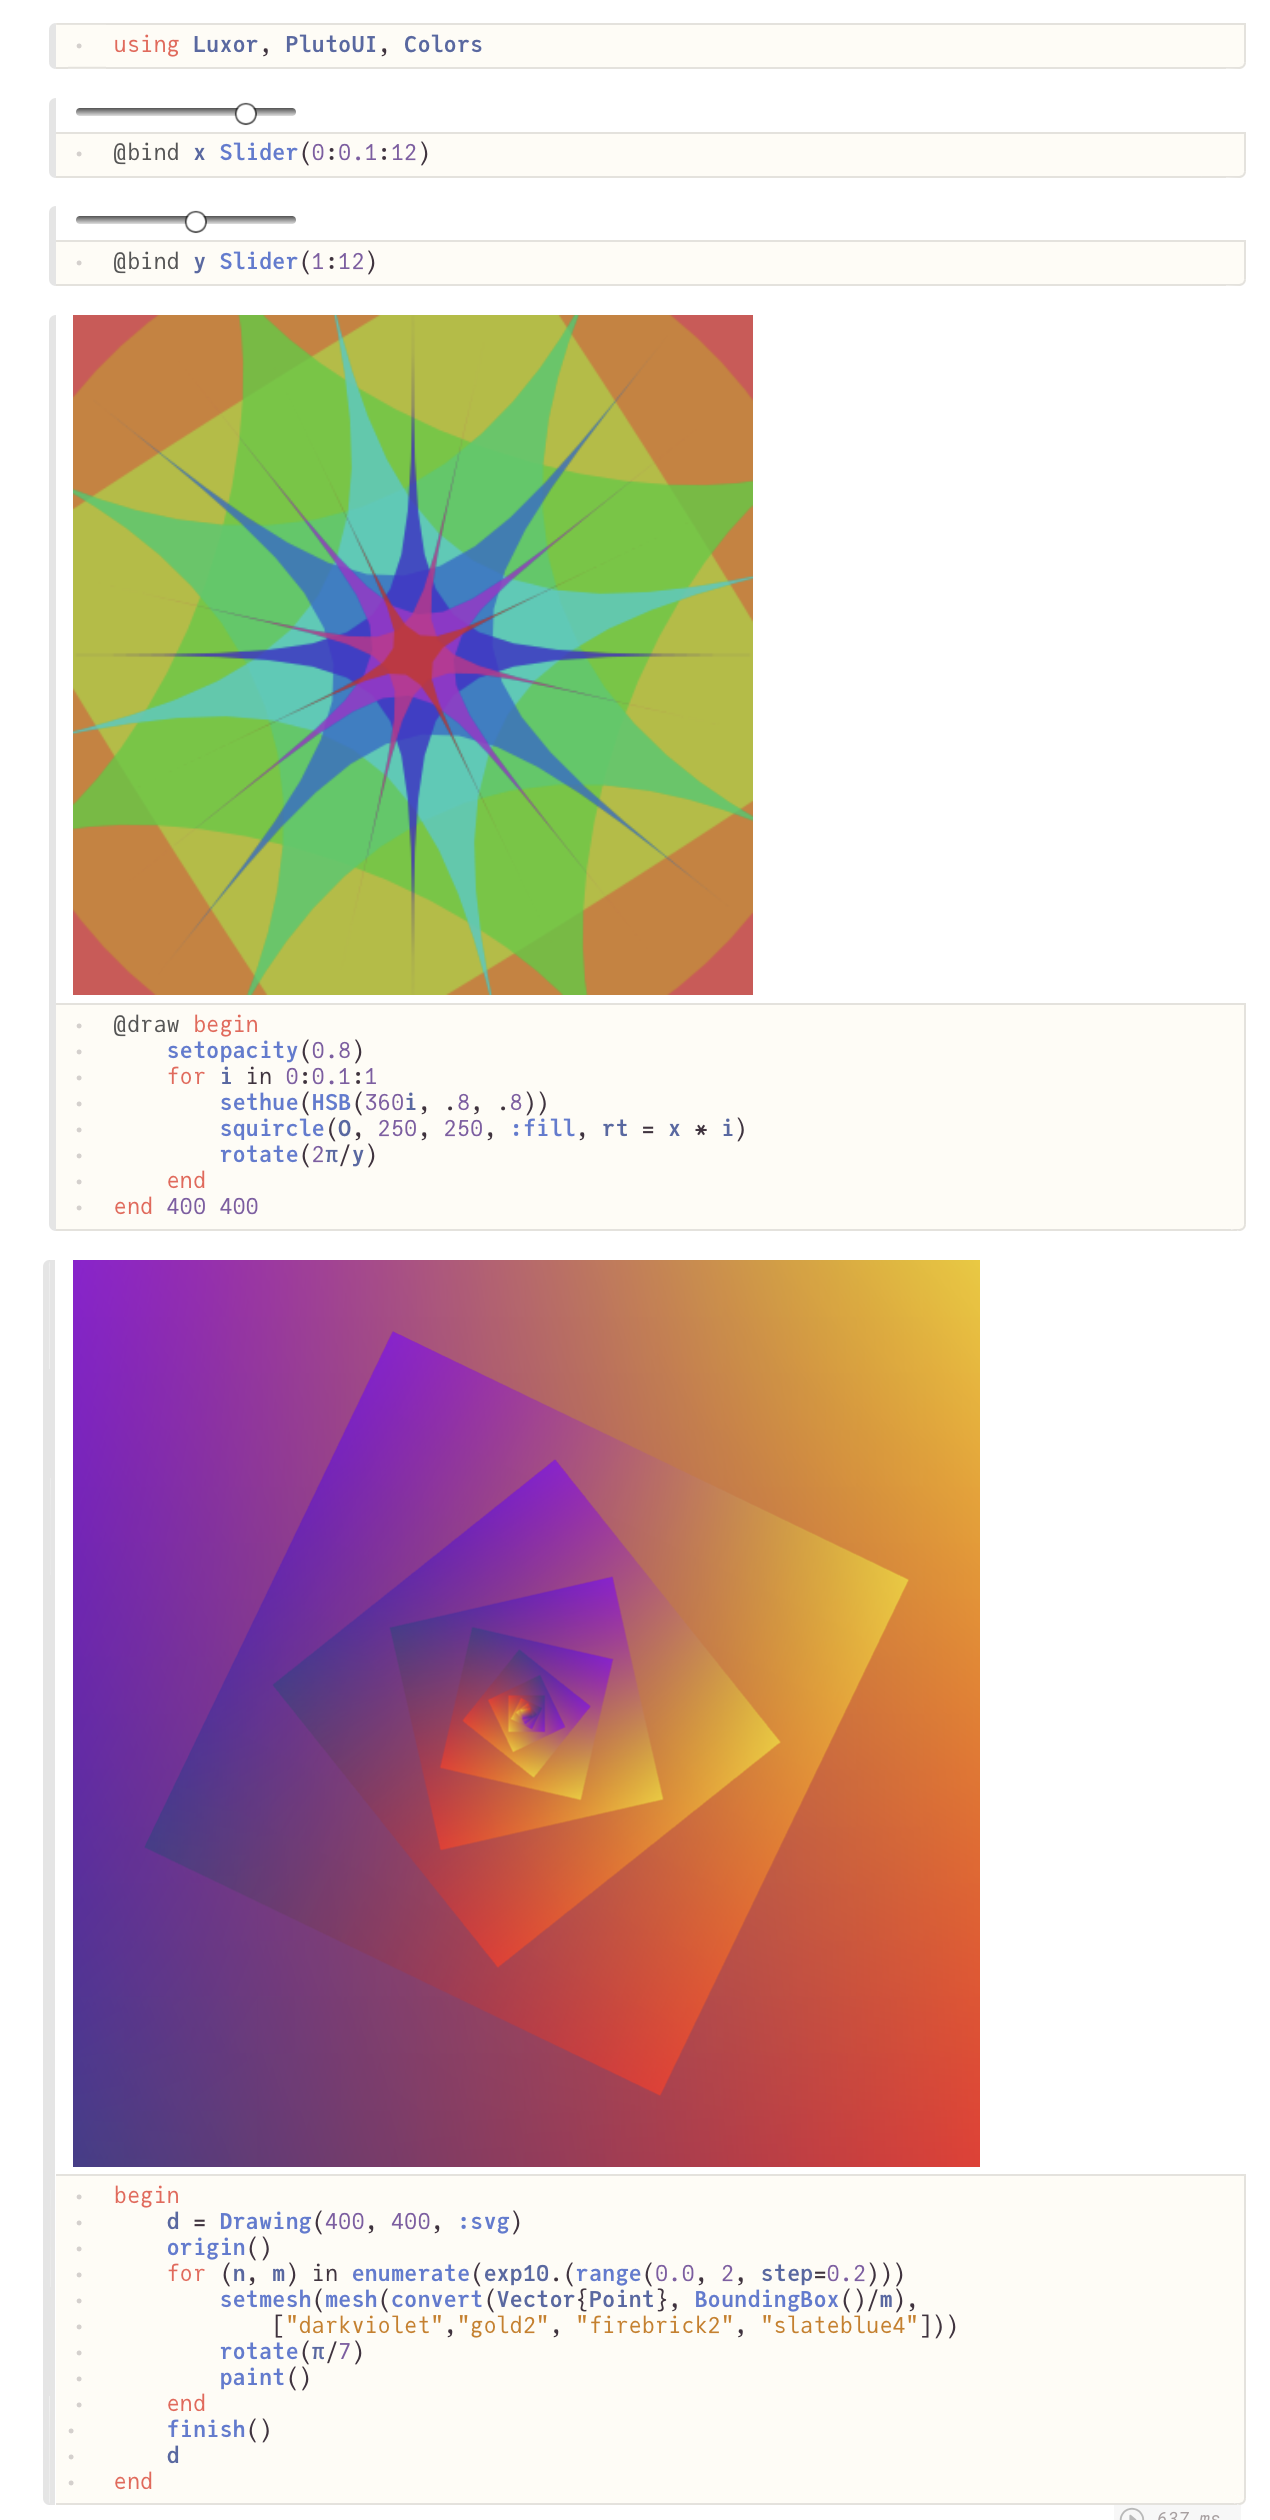 using Luxor, PlutoUI, Colors
@bind x Slider(0:0.1:12)
@bind y Slider(1:12)
@draw begin
    setopacity(0.8)
    for i in 0:0.1:1
        sethue(HSB(360i, .8, .8))
        squircle(O, 250, 250, :fill, rt = x * i)
        rotate(2π/y)
    end
end 400 400
begin
    d = Drawing(400, 400, :svg)
    origin()
    for (n, m) in enumerate(exp10.(range(0.0, 2, step=0.2)))
        setmesh(mesh(convert(Vector{Point}, BoundingBox()/m),
            ["darkviolet","gold2", "firebrick2", "slateblue4"]))
        rotate(π/7)
        paint()
    end
    finish()
    d
end
637 ms